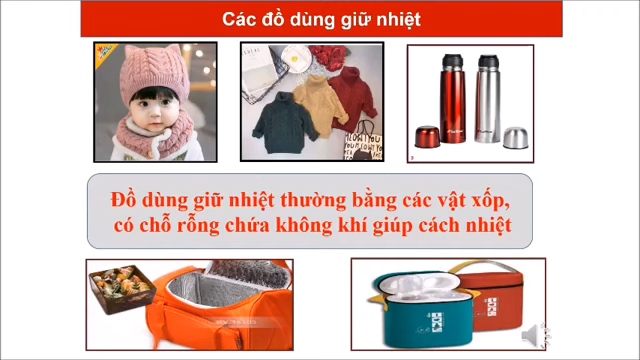 Các đồ dùng giữ nhiệt
Đồ dùng giữ nhiệt thường bằng các vật xốp,
có chỗ rỗng chứa không khí giúp cách nhiệt